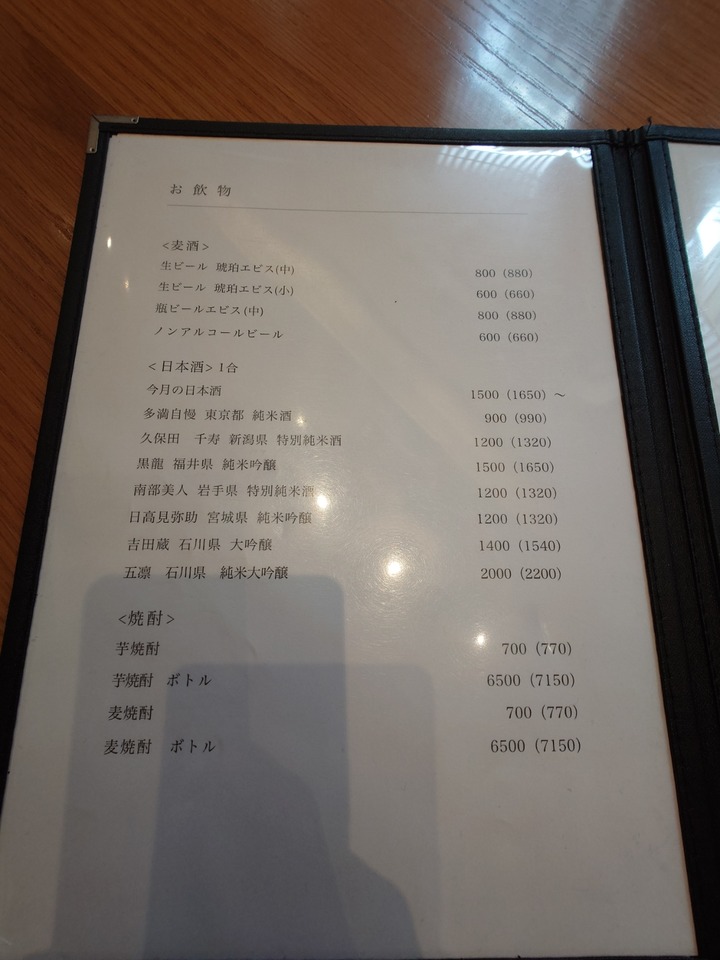 お飲物
<麦酒>
生ビール 琥珀エビス(中) 800（880）
生ビール 琥珀エビス(小) 600（660）
瓶ビールエビス(中) 800（880）
ノンアルコールビール 600（660）
<日本酒> 1合
今月の日本酒 1500（1650）～
多満自慢 東京都 純米酒 900（990）
久保田 千寿 新潟県 特別純米酒 1200（1320）
黒龍 福井県 純米吟醸 1500（1650）
南部美人 岩手県 特別純米酒 1200（1320）
日高見弥助 宮城県 純米吟醸 1200（1320）
吉田蔵 石川県 大吟醸 1400（1540）
五凛 石川県 純米大吟醸 2000（2200）
<焼酎>
芋焼酎 700（770）
芋焼酎 ボトル 6500（7150）
麦焼酎 700（770）
麦焼酎 ボトル 6500（7150）